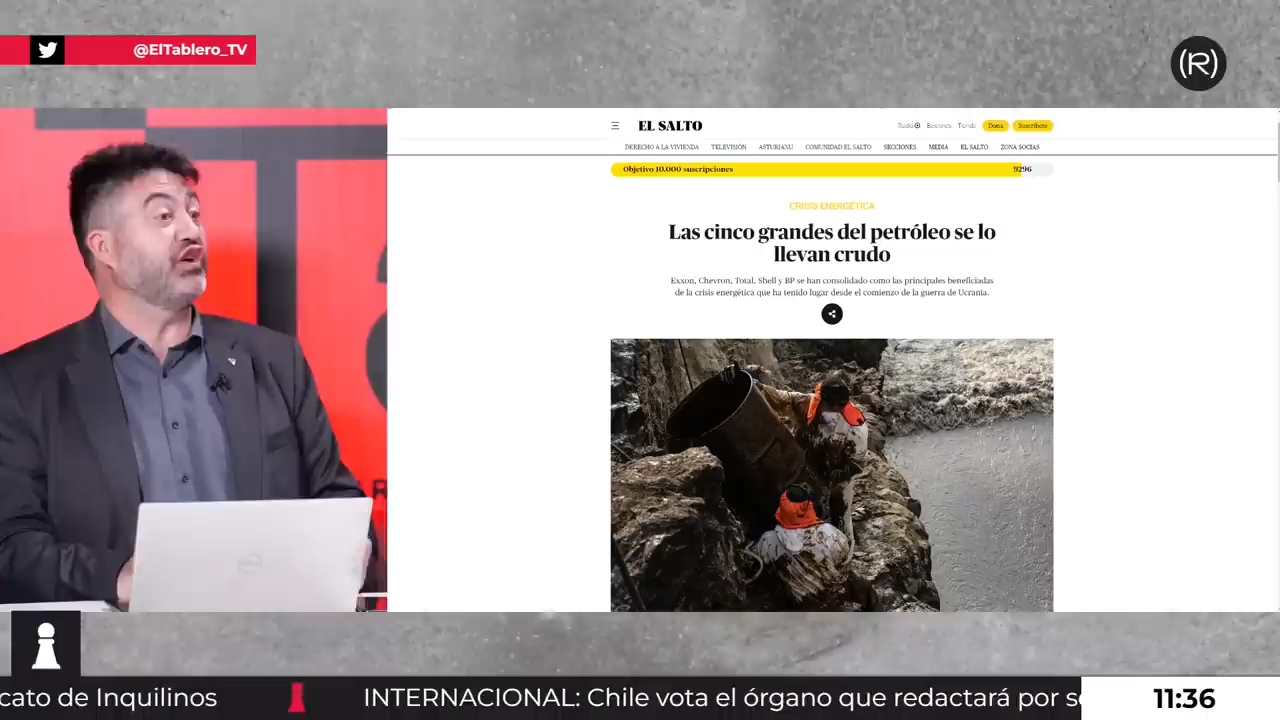 @ElTablero_TV
(R)
EL SALTO
Radio
Boletines
Tienda
Dona
Suscríbete
DERECHO A LA VIVIENDA
TELEVISIÓN
ASTURIANU
COMUNIDAD EL SALTO
SECCIONES
MEDIA
EL SALTO
ZONA SOCIAS
Objetivo 10.000 suscripciones
9296
CRISIS ENERGÉTICA
Las cinco grandes del petróleo se lo
llevan crudo
Exxon, Chevron, Total, Shell y BP se han consolidado como las principales beneficiadas
de la crisis energética que ha tenido lugar desde el comienzo de la guerra de Ucrania.
DELL
cato de Inquilinos
INTERNACIONAL: Chile vota el órgano que redactará por se
11:36